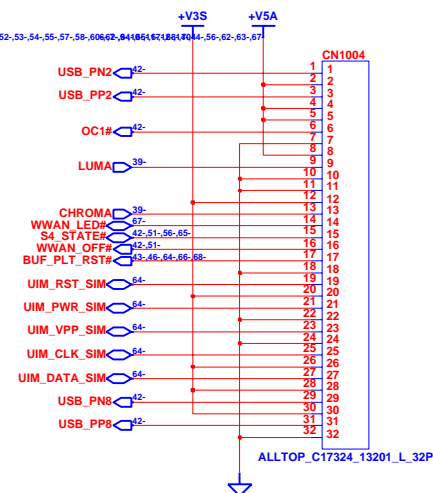 +V3S +V5A
CN1004
USB_PN2 42- 1 1
2 2
USB_PP2 42- 3 3
4 4
5 5
OC1# 42- 6 6
7 7
8 8
LUMA 39- 9 9
10 10
11 11
12 12
CHROMA 39- 13 13
WWAN_LED# 67- 14 14
S4_STATE# 42-,51-,56-,65- 15 15
WWAN_OFF# 42-,51- 16 16
BUF_PLT_RST# 43-,46-,64-,66-,68- 17 17
18 18
UIM_RST_SIM 64- 19 19
20 20
UIM_PWR_SIM 64- 21 21
22 22
UIM_VPP_SIM 64- 23 23
24 24
UIM_CLK_SIM 64- 25 25
26 26
UIM_DATA_SIM 64- 27 27
28 28
USB_PN8 42- 29 29
30 30
USB_PP8 42- 31 31
32 32
ALLTOP_C17324_13201_L_32P